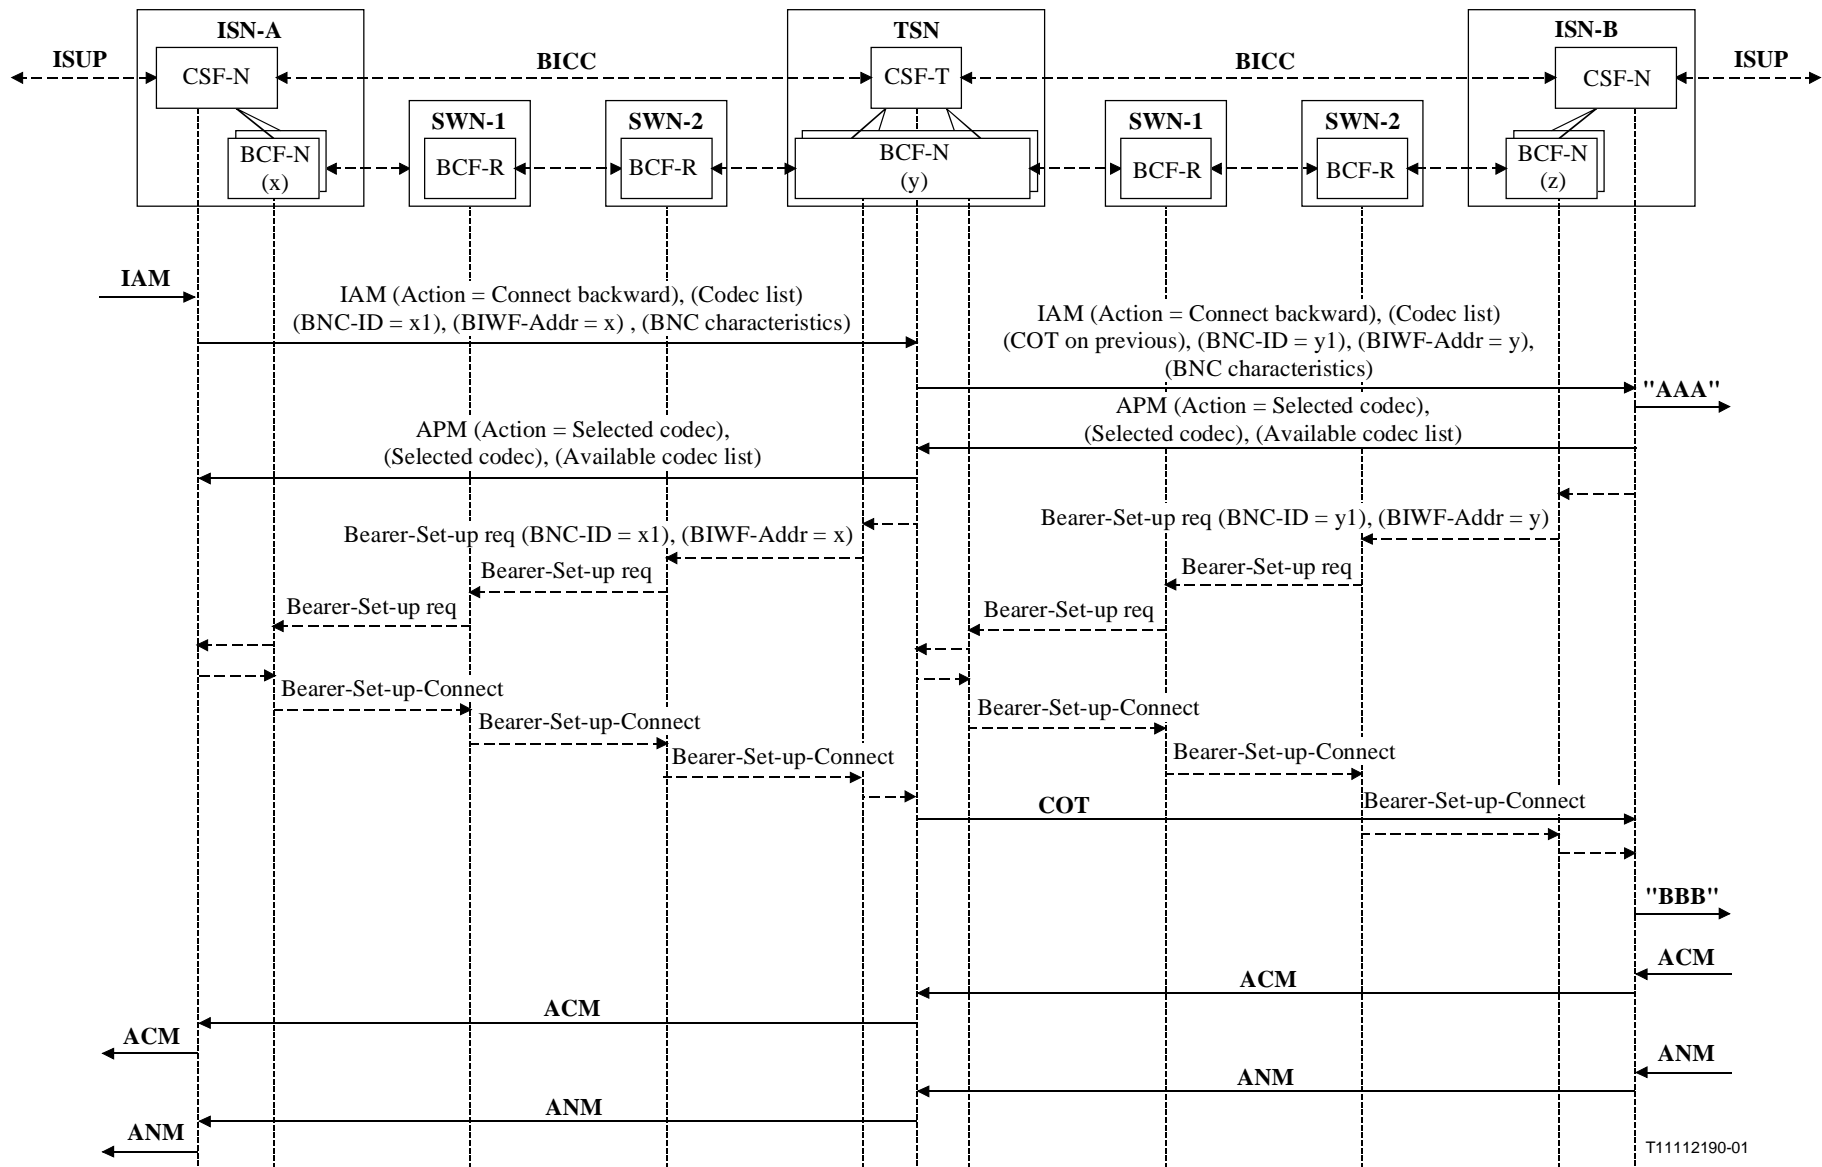 ISN-A
TSN
ISN-B
ISUP
BICC
BICC
ISUP
CSF-N
CSF-T
CSF-N
SWN-1
SWN-2
SWN-1
SWN-2
BCF-N
(x)
BCF-R
BCF-R
BCF-N
(y)
BCF-R
BCF-R
BCF-N
(z)
IAM
IAM (Action = Connect backward), (Codec list)
(BNC-ID = x1), (BIWF-Addr = x) , (BNC characteristics)
IAM (Action = Connect backward), (Codec list)
(COT on previous), (BNC-ID = y1), (BIWF-Addr = y),
(BNC characteristics)
"AAA"
APM (Action = Selected codec),
(Selected codec), (Available codec list)
APM (Action = Selected codec),
(Selected codec), (Available codec list)
Bearer-Set-up req (BNC-ID = y1), (BIWF-Addr = y)
Bearer-Set-up req (BNC-ID = x1), (BIWF-Addr = x)
Bearer-Set-up req
Bearer-Set-up req
Bearer-Set-up req
Bearer-Set-up req
Bearer-Set-up-Connect
Bearer-Set-up-Connect
Bearer-Set-up-Connect
Bearer-Set-up-Connect
Bearer-Set-up-Connect
COT
Bearer-Set-up-Connect
"BBB"
ACM
ACM
ACM
ACM
ANM
ANM
ANM
ANM
T11112190-01